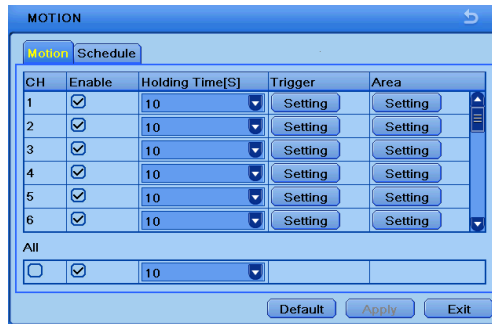 MOTION
Motion Schedule
CH Enable Holding Time[S] Trigger Area
1 10 Setting Setting
2 10 Setting Setting
3 10 Setting Setting
4 10 Setting Setting
5 10 Setting Setting
6 10 Setting Setting
All
10
Default Apply Exit